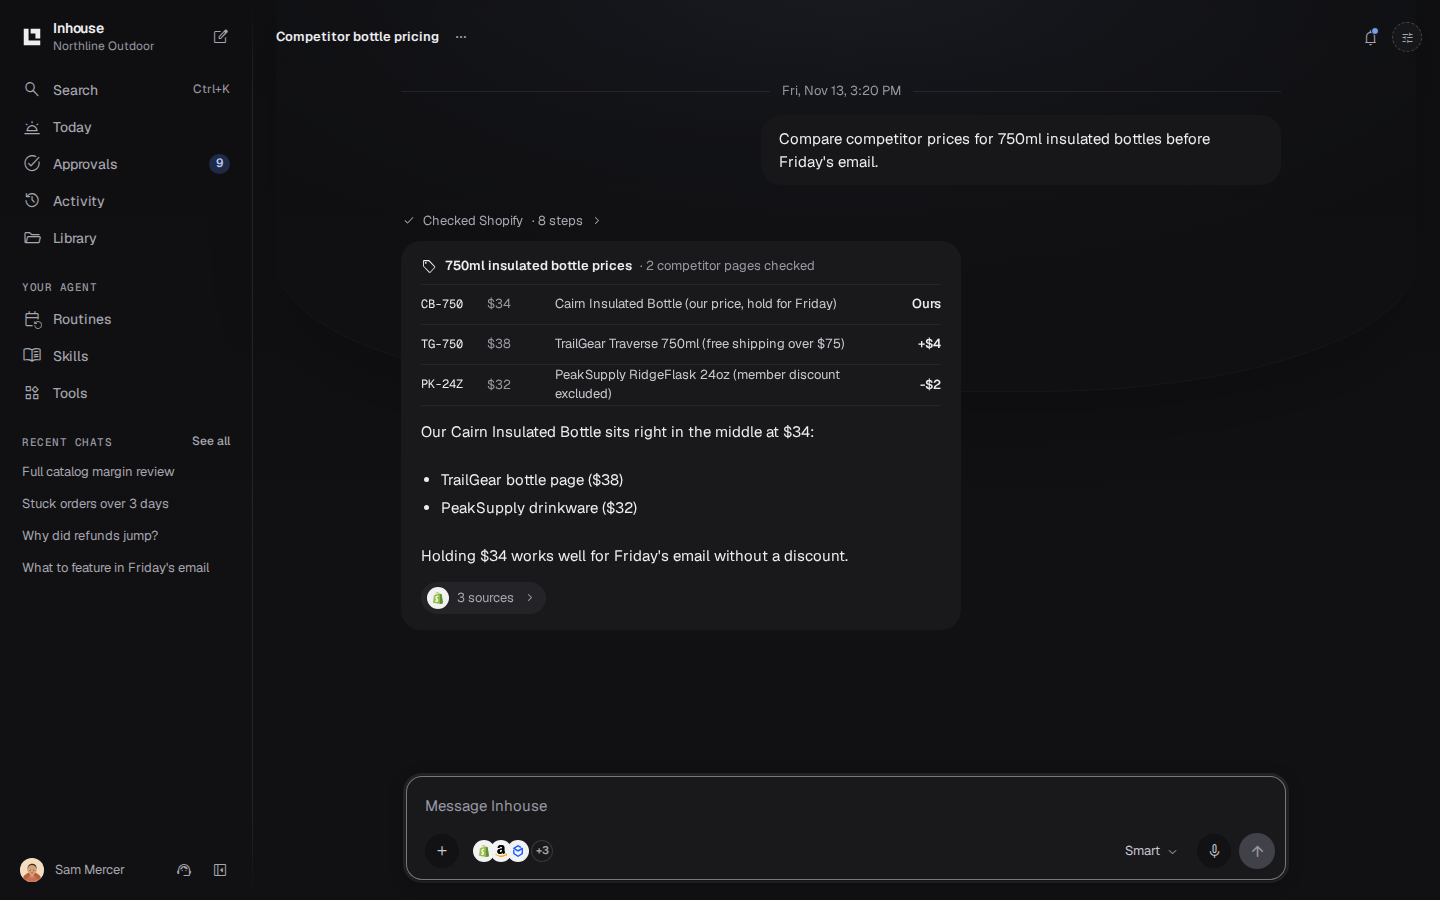 Inhouse
Northline Outdoor
Search Ctrl+K
Today
Approvals 9
Activity
Library
YOUR AGENT
Routines
Skills
Tools
RECENT CHATS See all
Full catalog margin review
Stuck orders over 3 days
Why did refunds jump?
What to feature in Friday's email
Sam Mercer
Competitor bottle pricing ···
Fri, Nov 13, 3:20 PM
Compare competitor prices for 750ml insulated bottles before
Friday's email.
Checked Shopify · 8 steps
750ml insulated bottle prices · 2 competitor pages checked
CB-750 $34 Cairn Insulated Bottle (our price, hold for Friday) Ours
TG-750 $38 TrailGear Traverse 750ml (free shipping over $75) +$4
PK-24Z $32 PeakSupply RidgeFlask 24oz (member discount
excluded) -$2
Our Cairn Insulated Bottle sits right in the middle at $34:
• TrailGear bottle page ($38)
• PeakSupply drinkware ($32)
Holding $34 works well for Friday's email without a discount.
3 sources
Message Inhouse
+3 Smart